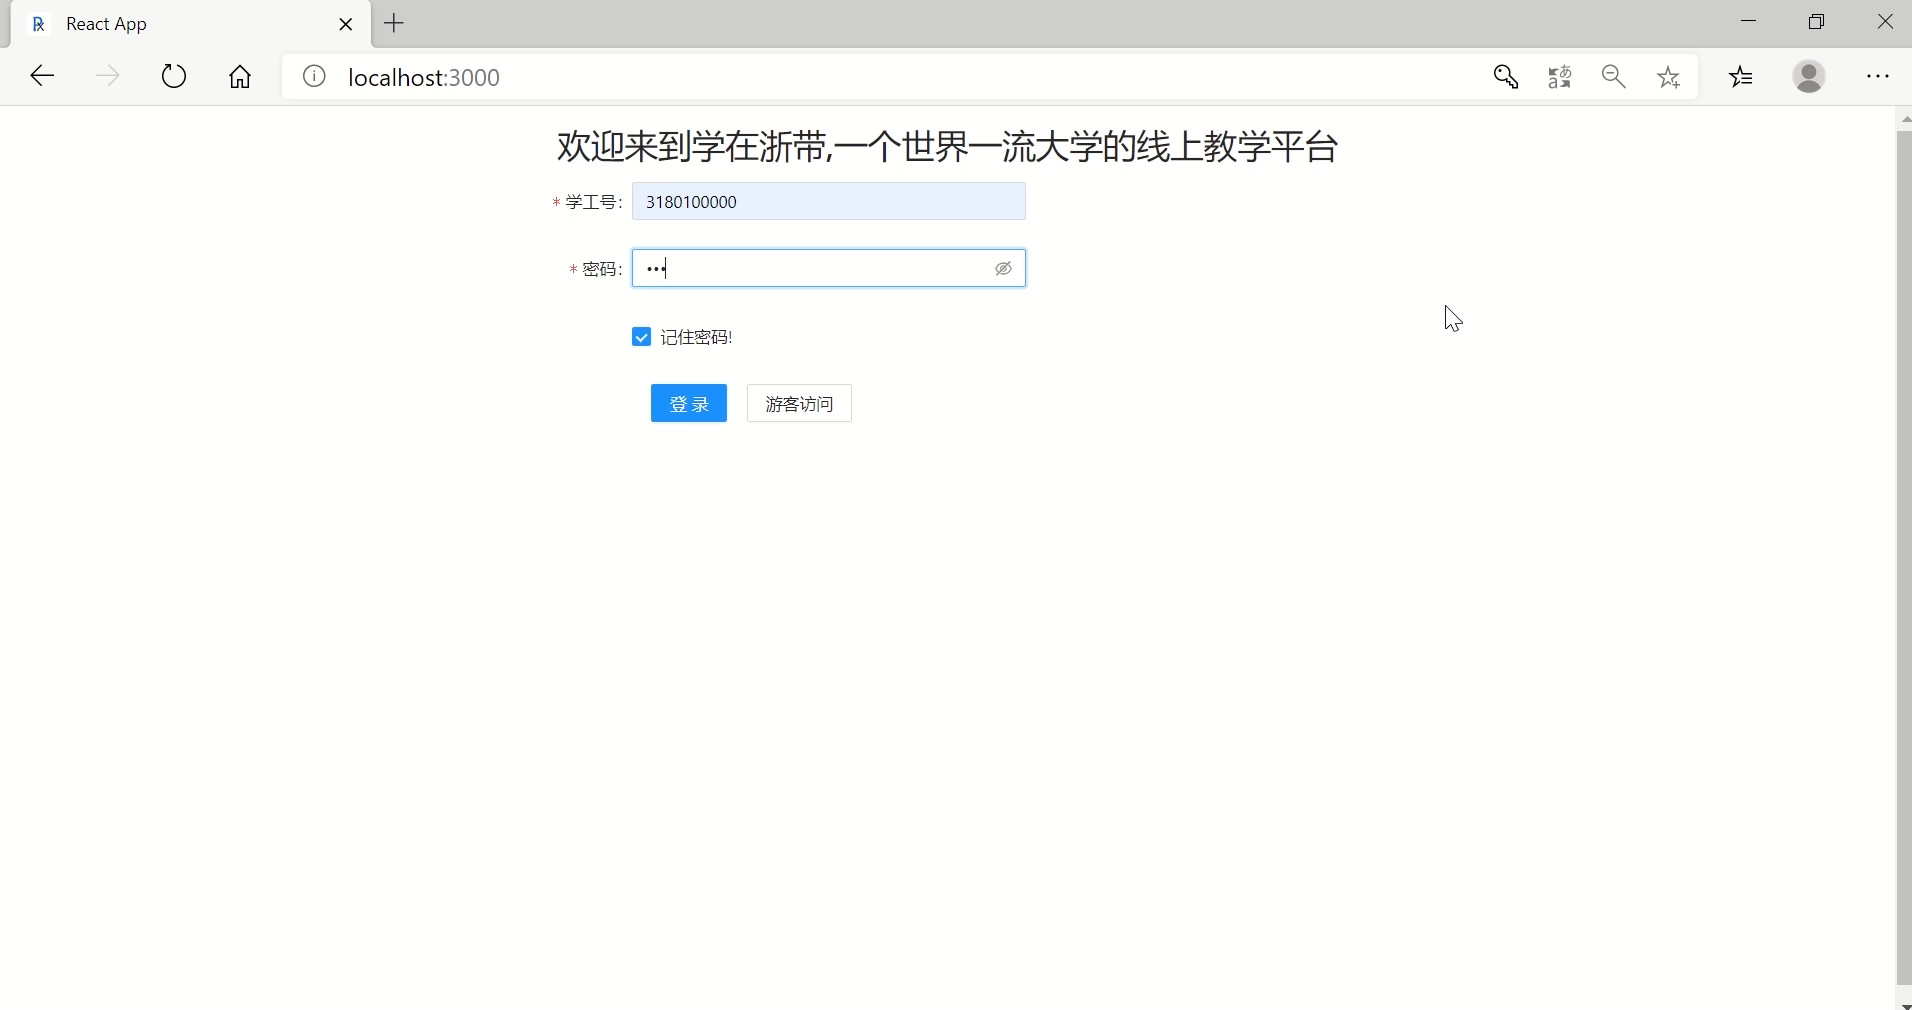 React App
localhost:3000
欢迎来到学在浙带,一个世界一流大学的线上教学平台
* 学工号: 3180100000
* 密码: •••
记住密码!
登 录 游客访问